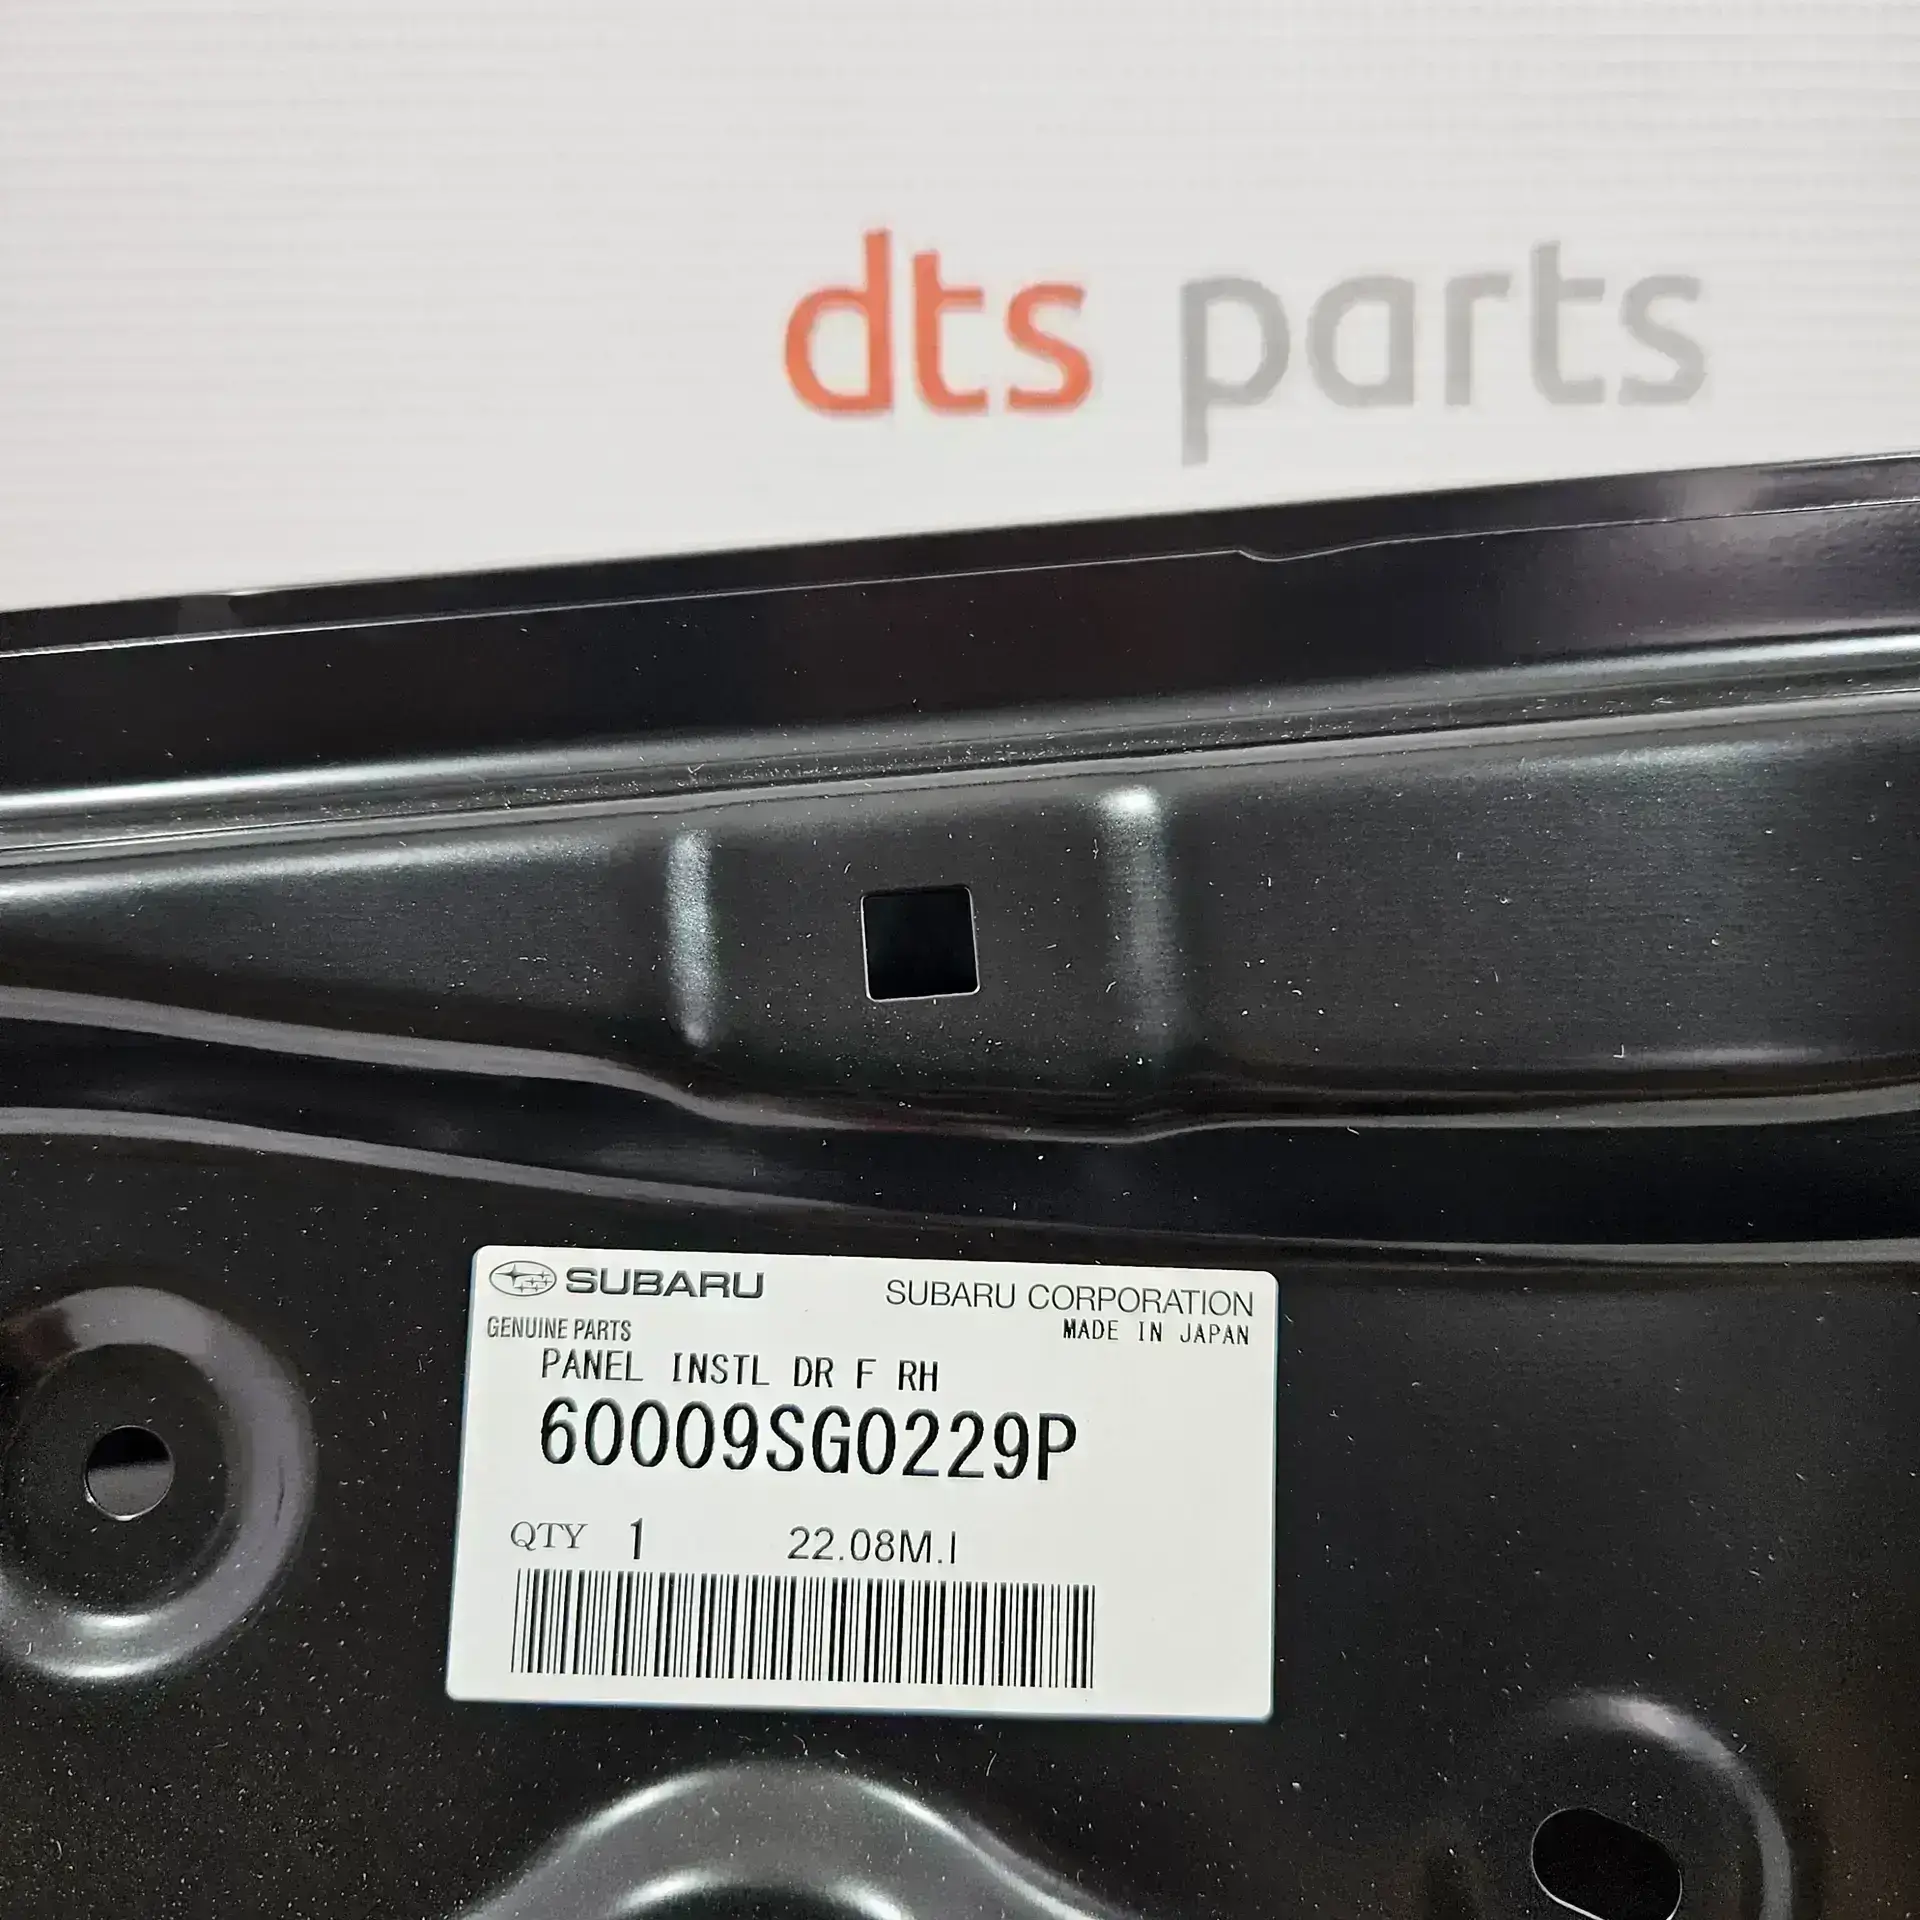 dts parts
SUBARU
SUBARU CORPORATION
GENUINE PARTS
MADE IN JAPAN
PANEL INSTL DR F RH
60009SG0229P
QTY 1 22.08M.I